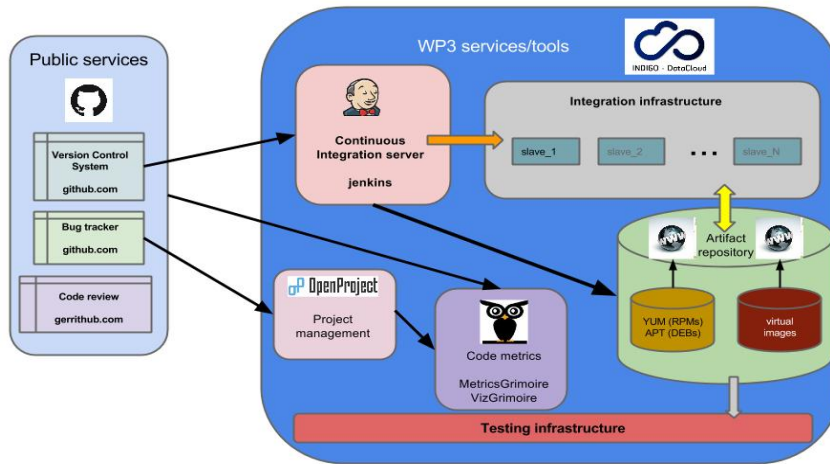 Public services
Version Control
System
github.com
Bug tracker
github.com
Code review
gerrithub.com
WP3 services/tools
INDIGO - DataCloud
Continuous
Integration server
jenkins
Integration infrastructure
slave_1
slave_2
...
slave_N
Artifact
repository
www
www
YUM (RPMs)
APT (DEBs)
virtual
images
OpenProject
Project
management
Code metrics
MetricsGrimoire
VizGrimoire
Testing infrastructure